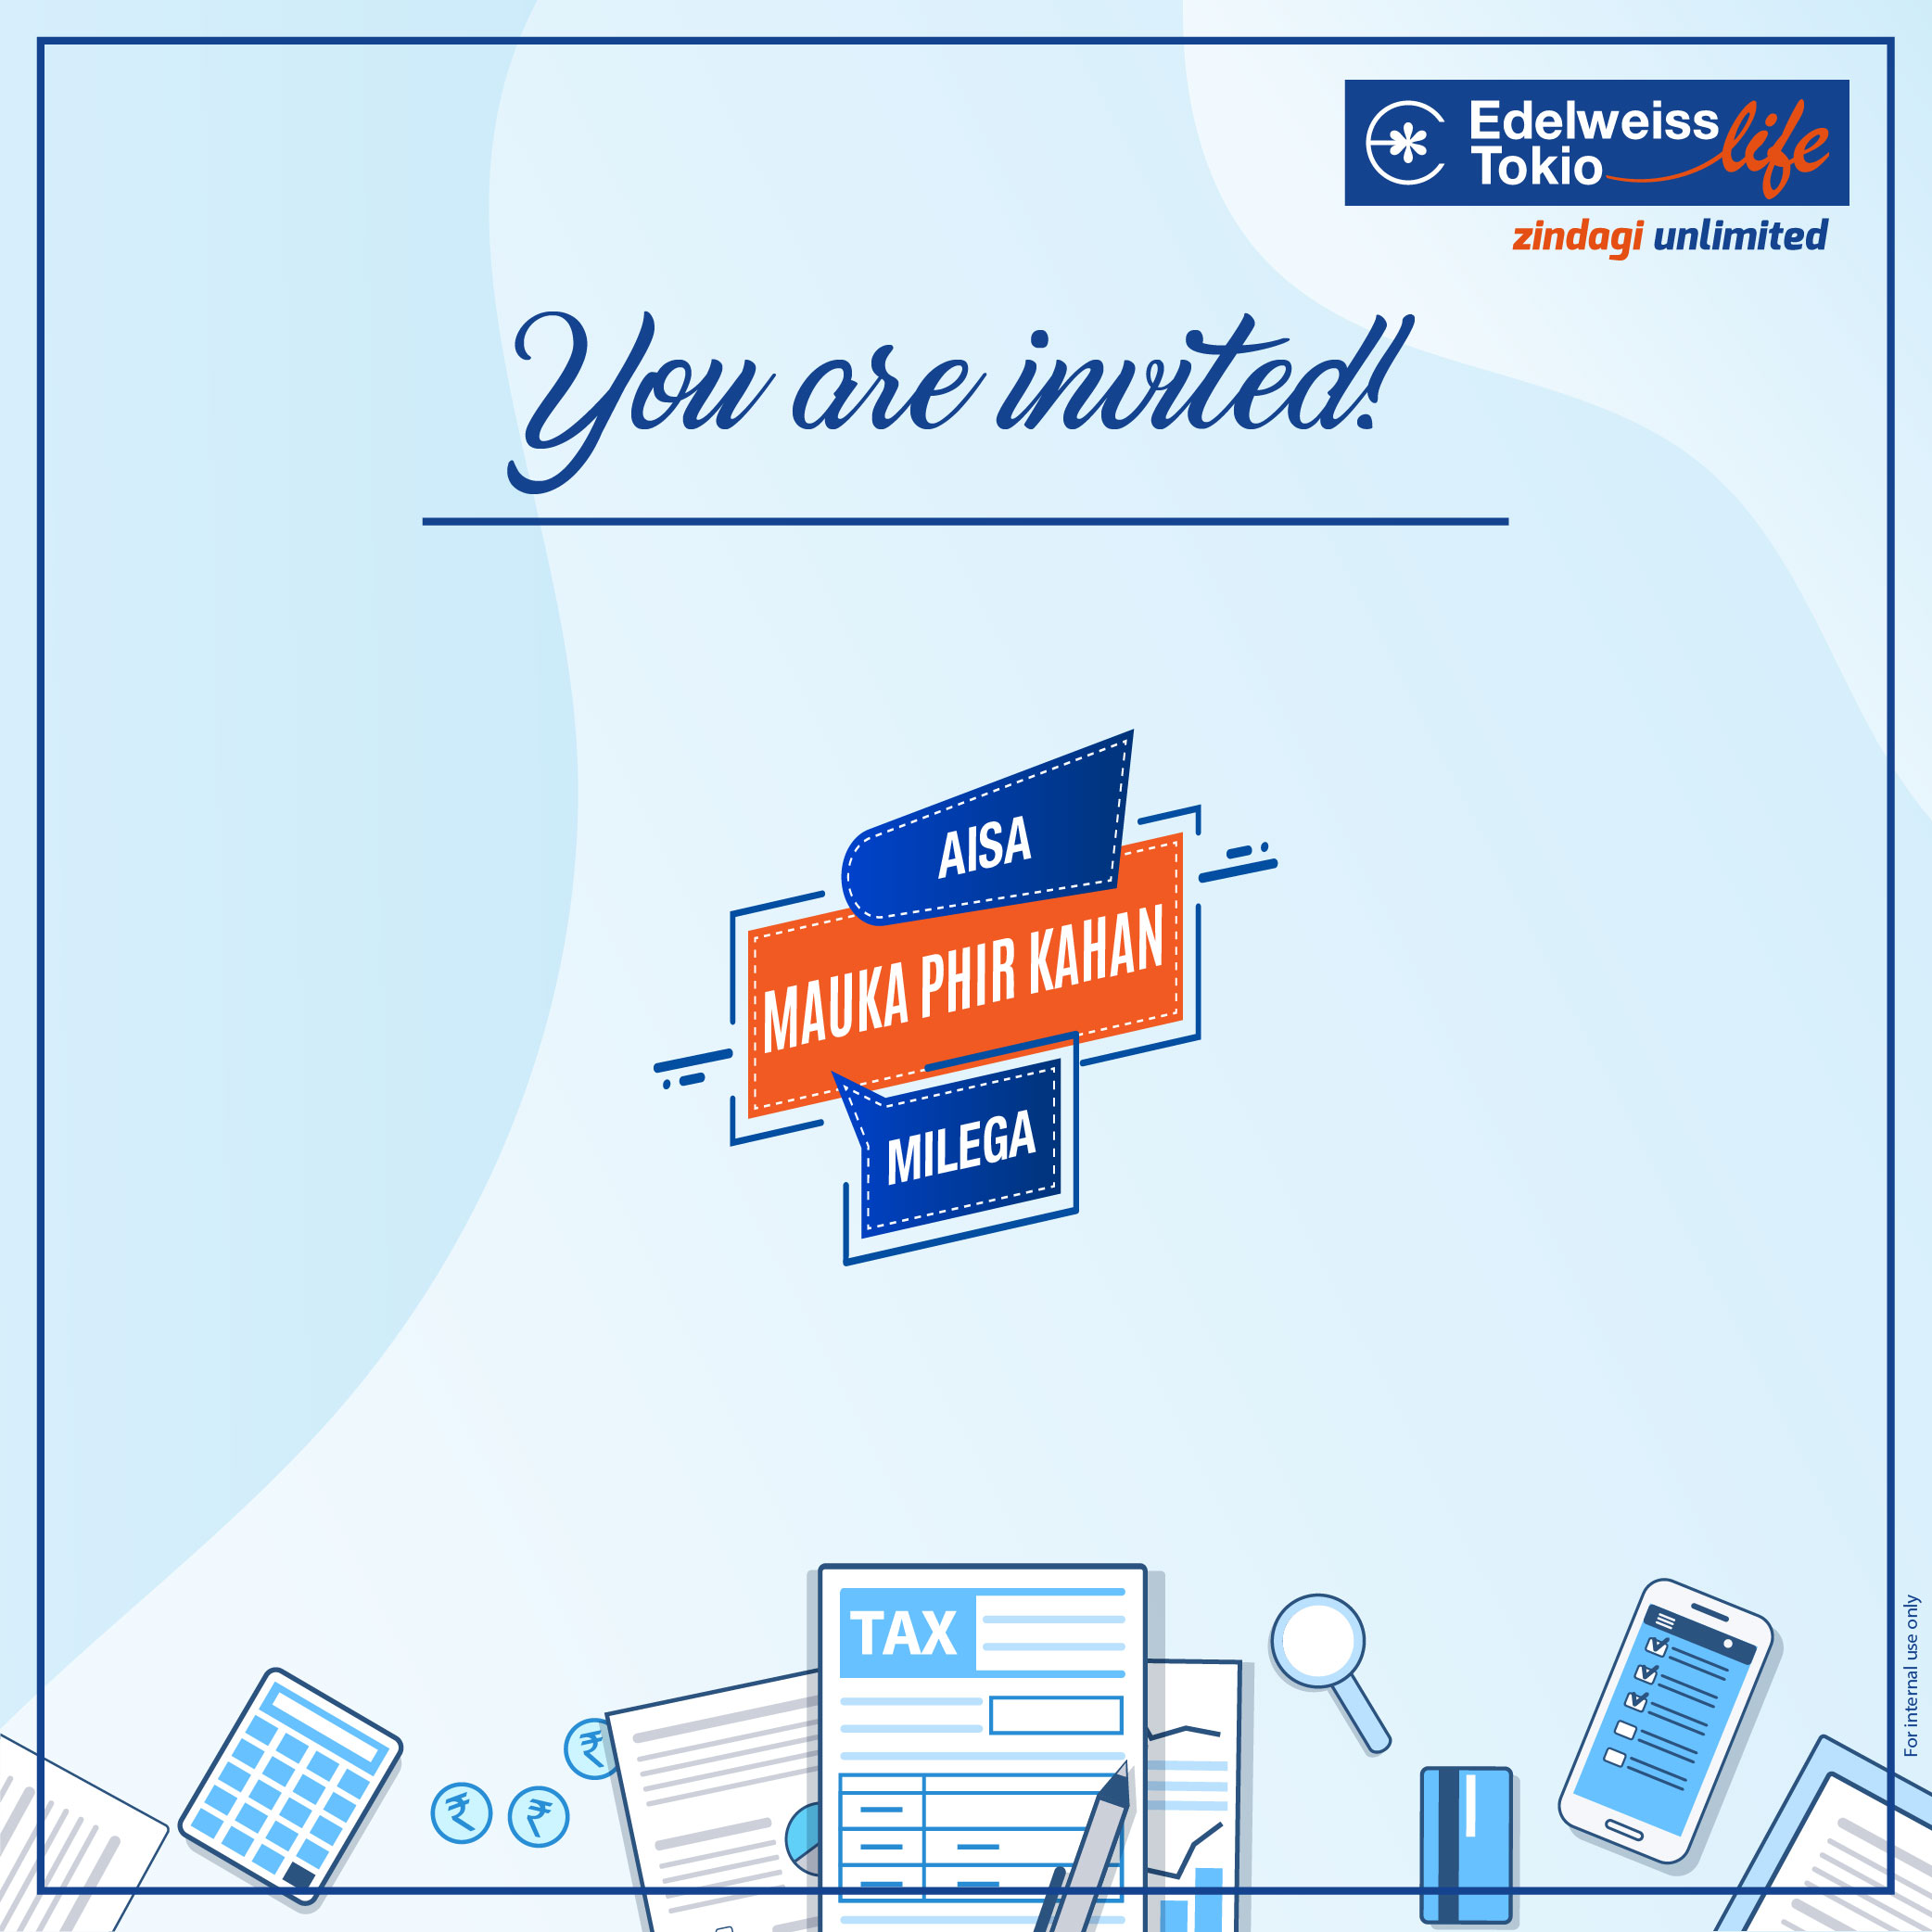 Edelweiss
Tokio life
zindagi unlimited
You are invited!
AISA
MAUKA PHIR KAHAN
MILEGA
TAX
₹
₹
₹
For internal use only